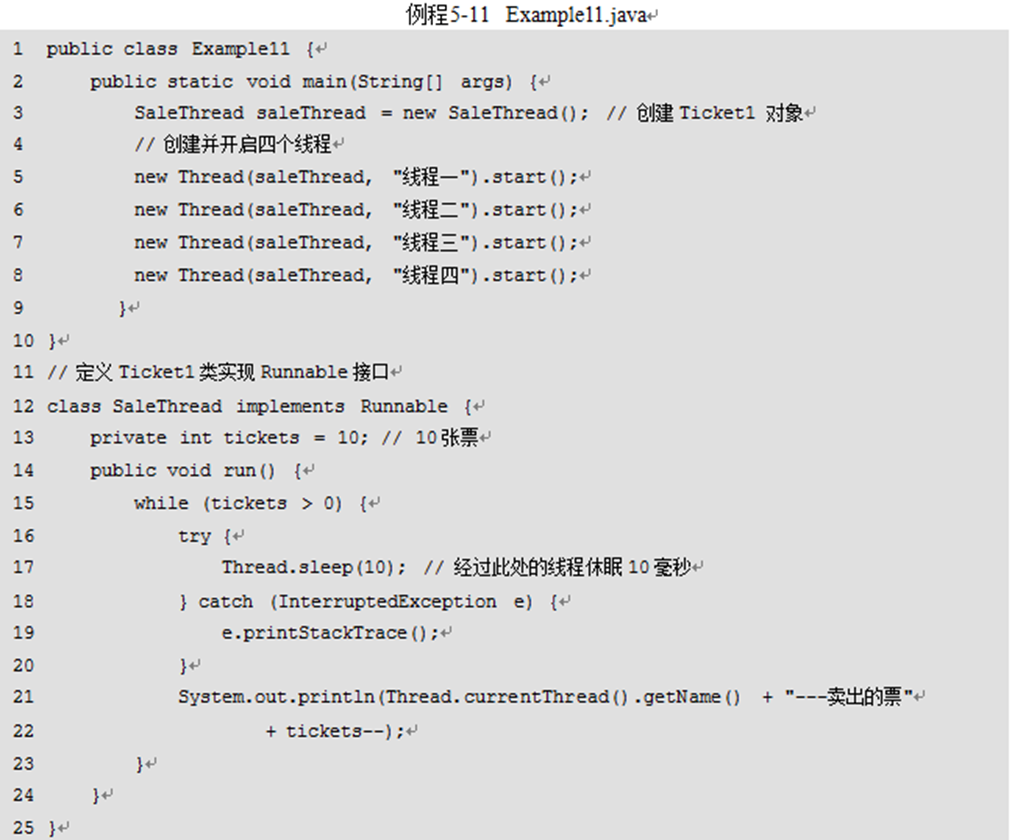 例程5-11 Example11.java↵
1 public class Example11 {↵
2 public static void main(String[] args) {↵
3 SaleThread saleThread = new SaleThread(); // 创建 Ticket1 对象↵
4 // 创建并开启四个线程↵
5 new Thread(saleThread, "线程一").start();↵
6 new Thread(saleThread, "线程二").start();↵
7 new Thread(saleThread, "线程三").start();↵
8 new Thread(saleThread, "线程四").start();↵
9 }↵
10 }↵
11 // 定义 Ticket1 类实现 Runnable 接口↵
12 class SaleThread implements Runnable {↵
13 private int tickets = 10; // 10 张票↵
14 public void run() {↵
15 while (tickets > 0) {↵
16 try {↵
17 Thread.sleep(10); // 经过此处的线程休眠 10 毫秒↵
18 } catch (InterruptedException e) {↵
19 e.printStackTrace();↵
20 }↵
21 System.out.println(Thread.currentThread().getName() + "---卖出的票"↵
22 + tickets--);↵
23 }↵
24 }↵
25 }↵